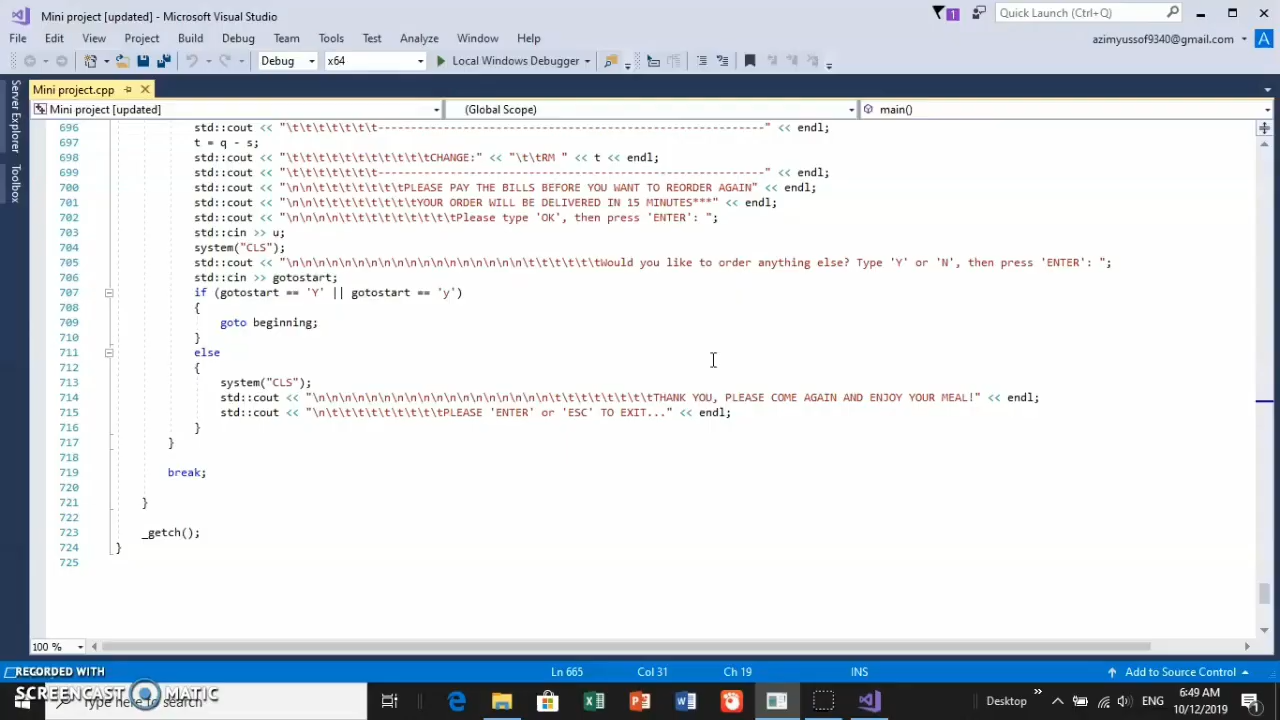 Mini project [updated] - Microsoft Visual Studio
1
Quick Launch (Ctrl+Q)
File Edit View Project Build Debug Team Tools Test Analyze Window Help
azimyussof9340@gmail.com A
Debug x64 Local Windows Debugger
Server Explorer
Toolbox
Mini project.cpp
Mini project [updated] (Global Scope) main()
696 std::cout << "\t\t\t\t\t\t\t-----------------------------------------------------------" << endl;
697 t = q - s;
698 std::cout << "\t\t\t\t\t\t\t\t\t\t\tCHANGE:" << "\t\tRM " << t << endl;
699 std::cout << "\t\t\t\t\t\t\t-----------------------------------------------------------" << endl;
700 std::cout << "\n\n\t\t\t\t\t\t\tPLEASE PAY THE BILLS BEFORE YOU WANT TO REORDER AGAIN" << endl;
701 std::cout << "\n\n\t\t\t\t\t\t\t\tYOUR ORDER WILL BE DELIVERED IN 15 MINUTES***" << endl;
702 std::cout << "\n\n\n\n\t\t\t\t\t\t\t\t\tPlease type 'OK', then press 'ENTER': ";
703 std::cin >> u;
704 system("CLS");
705 std::cout << "\n\n\n\n\n\n\n\n\n\n\n\n\n\n\n\n\n\n\t\t\t\t\t\tWould you like to order anything else? Type 'Y' or 'N', then press 'ENTER': ";
706 std::cin >> gotostart;
707 if (gotostart == 'Y' || gotostart == 'y')
708 {
709 goto beginning;
710 }
711 else
712 {
713 system("CLS");
714 std::cout << "\n\n\n\n\n\n\n\n\n\n\n\n\n\n\n\n\n\n\t\t\t\t\t\t\t\tTHANK YOU, PLEASE COME AGAIN AND ENJOY YOUR MEAL!" << endl;
715 std::cout << "\n\t\t\t\t\t\t\t\t\tPLEASE 'ENTER' or 'ESC' TO EXIT..." << endl;
716 }
717 }
718
719 break;
720
721 }
722
723 _getch();
724 }
725
100 %
RECORDED WITH
Ln 665 Col 31 Ch 19 INS Add to Source Control
SCREENCAST MATIC
Type here to search
Desktop ENG 6:49 AM
10/12/2019
1